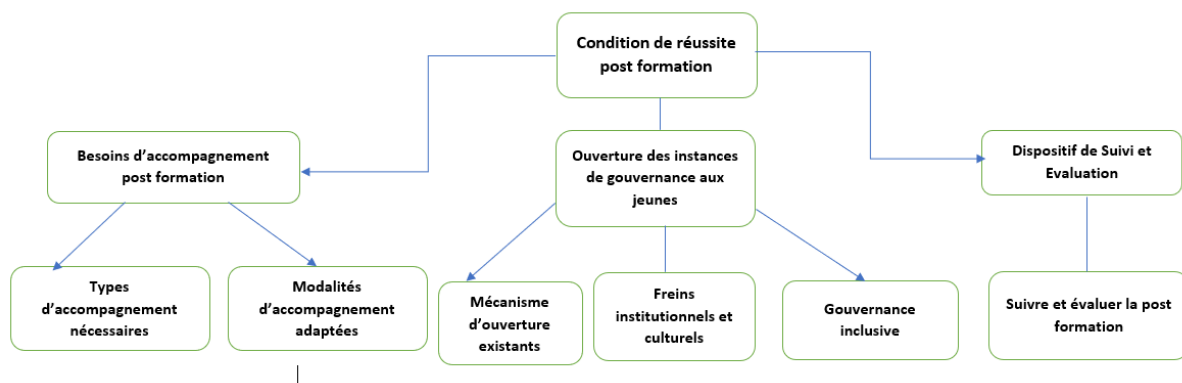 Condition de réussite
post formation
Besoins d’accompagnement
post formation
Ouverture des instances
de gouvernance aux
jeunes
Dispositif de Suivi et
Evaluation
Types
d’accompagnement
nécessaires
Modalités
d’accompagnement
adaptées
Mécanisme
d’ouverture
existants
Freins
institutionnels et
culturels
Gouvernance
inclusive
Suivre et évaluer la post
formation